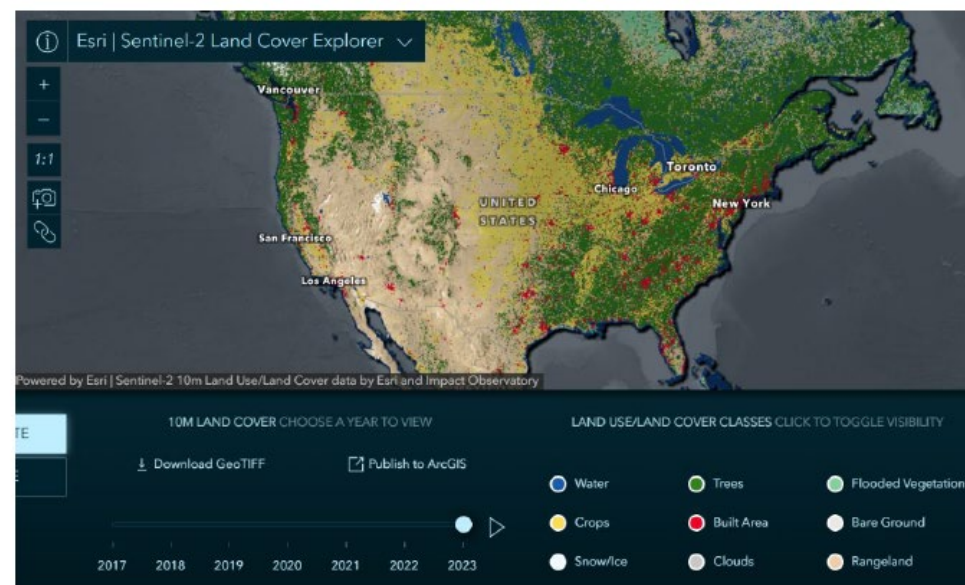 Esri | Sentinel-2 Land Cover Explorer
+
−
1:1
Vancouver
Toronto
Chicago
UNITED
STATES
New York
San Francisco
Los Angeles
Powered by Esri | Sentinel-2 10m Land Use/Land Cover data by Esri and Impact Observatory
TE
E
10M LAND COVER CHOOSE A YEAR TO VIEW
Download GeoTIFF
Publish to ArcGIS
2017 2018 2019 2020 2021 2022 2023
LAND USE/LAND COVER CLASSES CLICK TO TOGGLE VISIBILITY
Water Trees Flooded Vegetation
Crops Built Area Bare Ground
Snow/Ice Clouds Rangeland